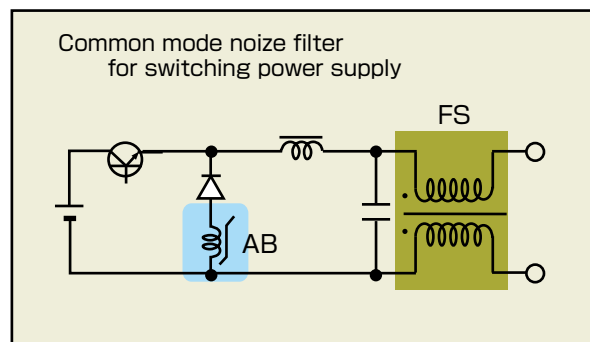 Common mode noize filter
for switching power supply
FS
AB